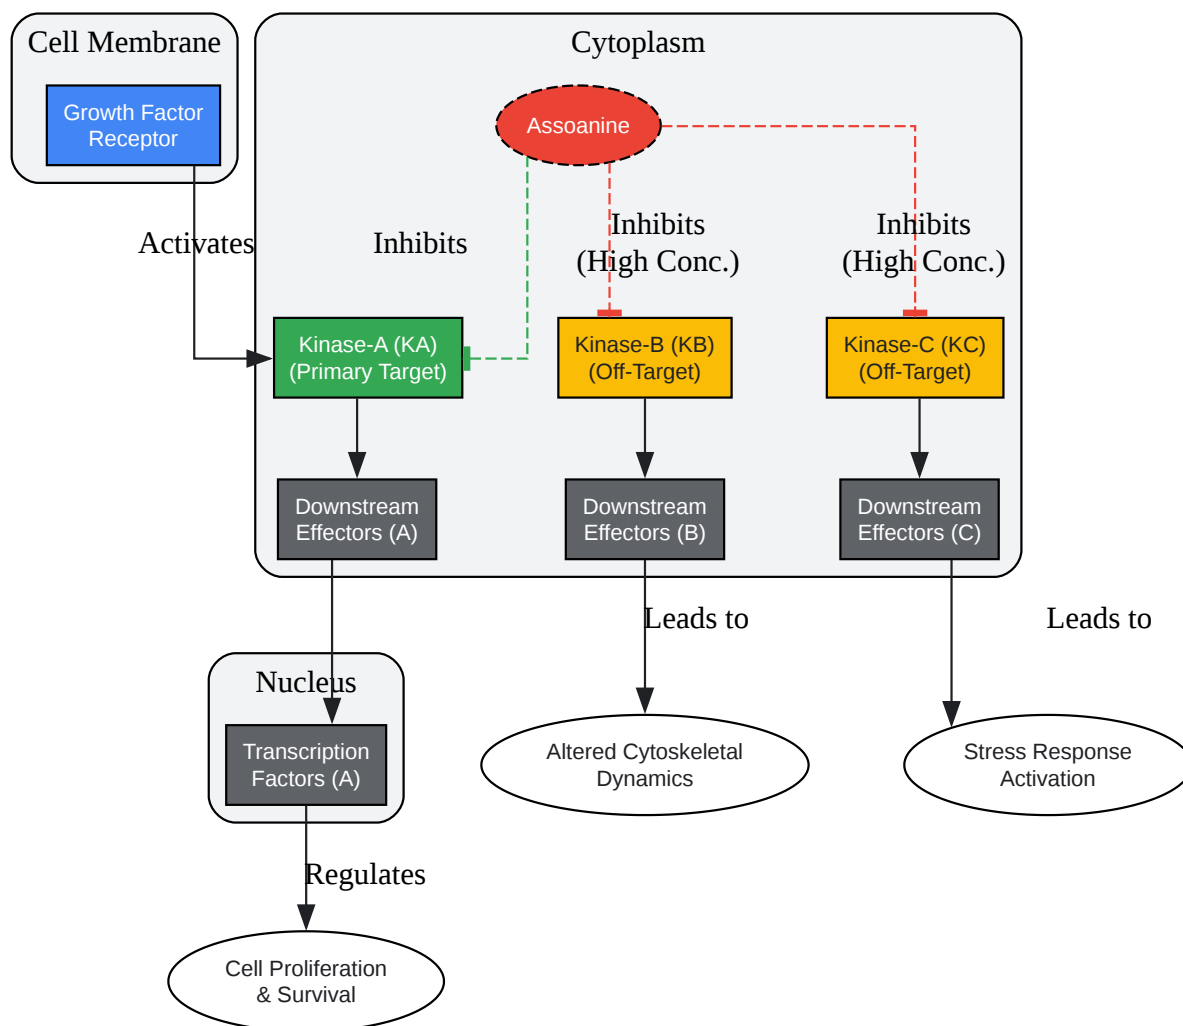 Cell Membrane
Cytoplasm
Growth Factor
Receptor
Assoanine
Activates
Inhibits
Inhibits
(High Conc.)
Inhibits
(High Conc.)
Kinase-A (KA)
(Primary Target)
Kinase-B (KB)
(Off-Target)
Kinase-C (KC)
(Off-Target)
Downstream
Effectors (A)
Downstream
Effectors (B)
Downstream
Effectors (C)
Leads to
Leads to
Nucleus
Transcription
Factors (A)
Altered Cytoskeletal
Dynamics
Stress Response
Activation
Regulates
Cell Proliferation
& Survival